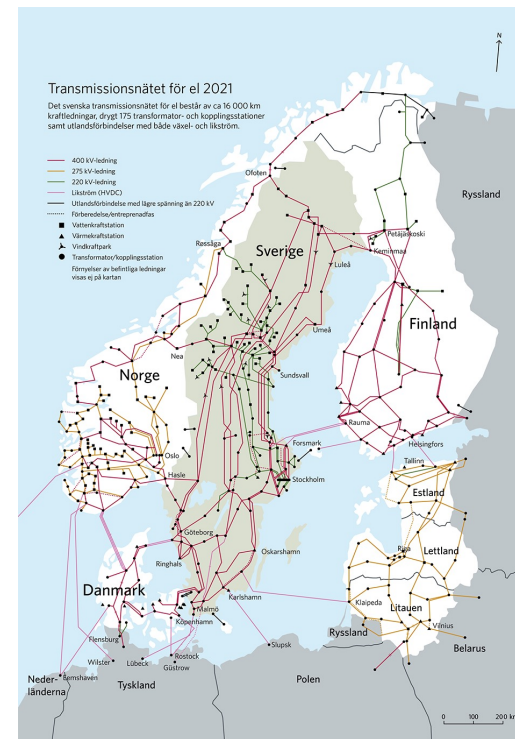 N
Transmissionsnätet för el 2021
Det svenska transmissionsnätet för el består av ca 16 000 km
kraftledningar, drygt 175 transformator- och kopplingsstationer
samt utlandsförbindelser med både växel- och likström.
400 kV-ledning
275 kV-ledning
220 kV-ledning
Likström (HVDC)
Utlandsförbindelse med lägre spänning än 220 kV
Förberedelse/entreprenadfas
Vattenkraftstation
Värmekraftstation
Vindkraftpark
Transformator/kopplingsstation
Förnyelser av befintliga ledningar
visas ej på kartan
Ofoten
Ryssland
Røssåga
Sverige
Petäjäskoski
Keminmaa
Luleå
Finland
Umeå
Nea
Norge
Sundsvall
Rauma
Forsmark
Helsingfors
Oslo
Tallinn
Hasle
Stockholm
Estland
Göteborg
Oskarshamn
Riga
Lettland
Ringhals
Danmark
Karlshamn
Klaipeda
Litauen
Malmö
Köpenhamn
Vilnius
Ryssland
Flensburg
Belarus
Slupsk
Wilster
Lübeck
Rostock
Güstrow
Neder-
länderna
Eemshaven
Tyskland
Polen
0 100 200 km